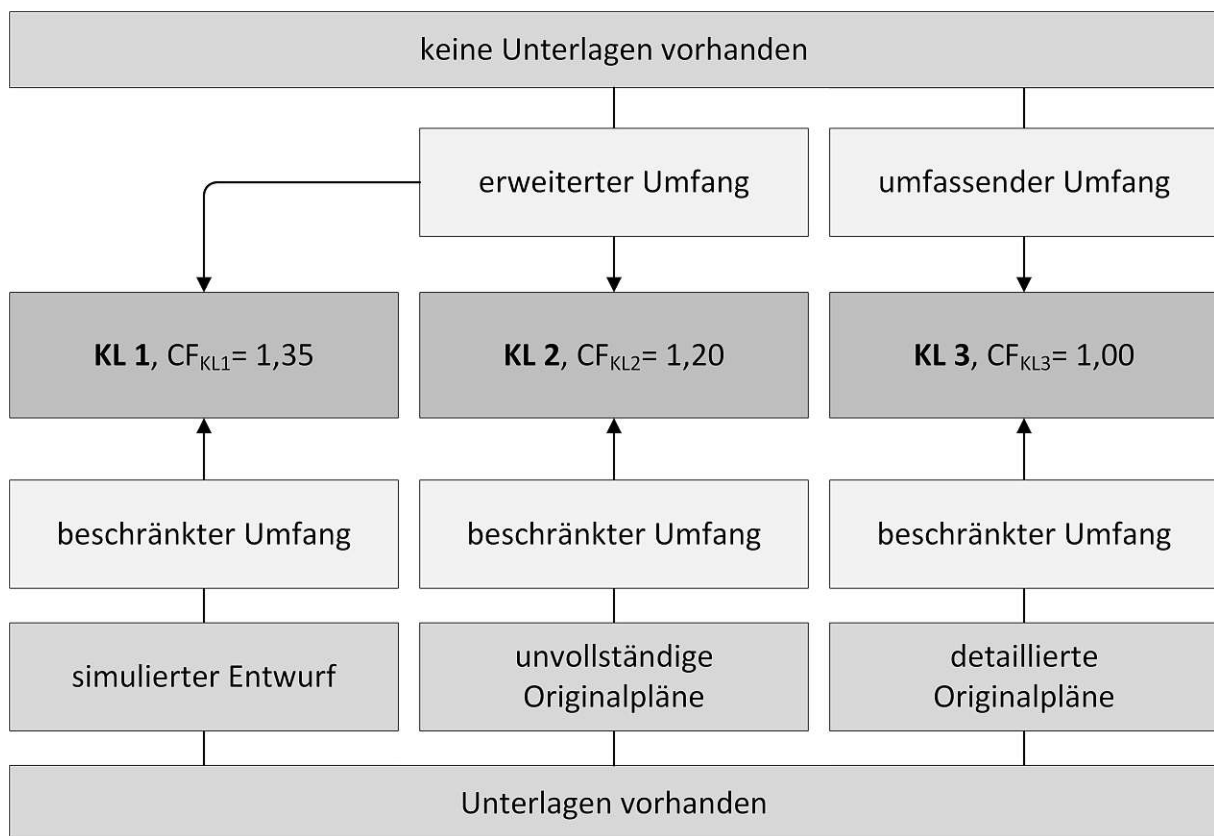 keine Unterlagen vorhanden
erweiterter Umfang
umfassender Umfang
KL 1, CFKL1= 1,35
KL 2, CFKL2= 1,20
KL 3, CFKL3= 1,00
beschränkter Umfang
beschränkter Umfang
beschränkter Umfang
simulierter Entwurf
unvollständige
Originalpläne
detaillierte
Originalpläne
Unterlagen vorhanden